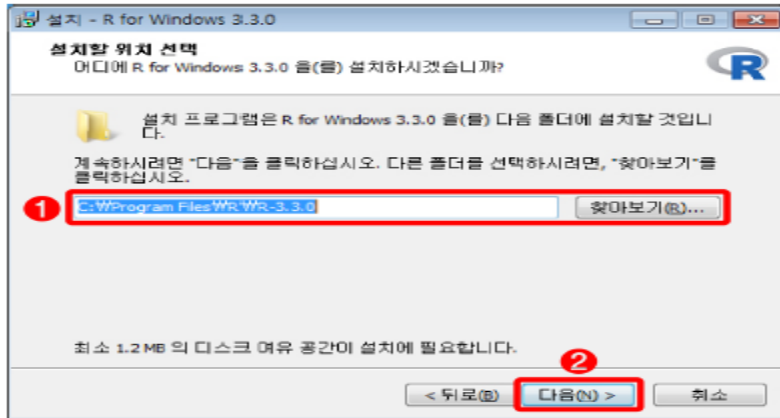 설치 - R for Windows 3.3.0
설치할 위치 선택
어디에 R for Windows 3.3.0 을(를) 설치하시겠습니까?
R
설치 프로그램은 R for Windows 3.3.0 을(를) 다음 폴더에 설치할 것입니
다.
계속하시려면 "다음"을 클릭하십시오. 다른 폴더를 선택하시려면, "찾아보기"를
클릭하십시오.
1 C:₩Program Files₩R₩R-3.3.0 찾아보기(R)...
최소 1.2 MB 의 디스크 여유 공간이 설치에 필요합니다.
2
< 뒤로(B) 다음(N) > 취소